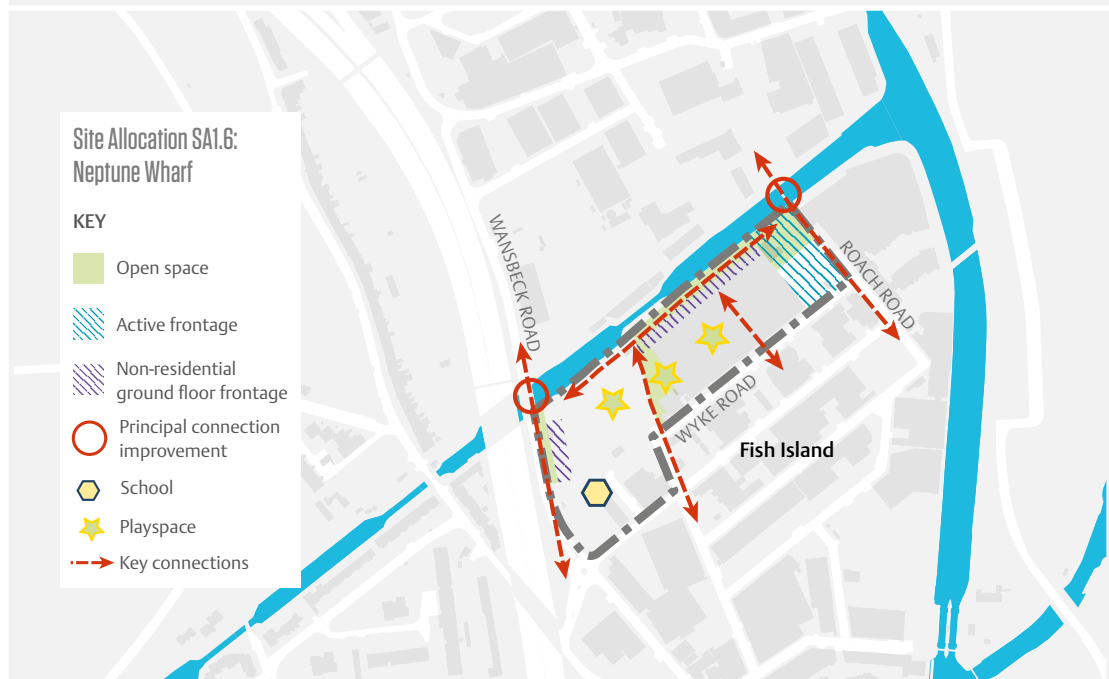 Site Allocation SA1.6:
Neptune Wharf
KEY
Open space
Active frontage
Non-residential
ground floor frontage
Principal connection
improvement
School
Playspace
Key connections
WANSBECK ROAD
ROACH ROAD
WYKE ROAD
Fish Island